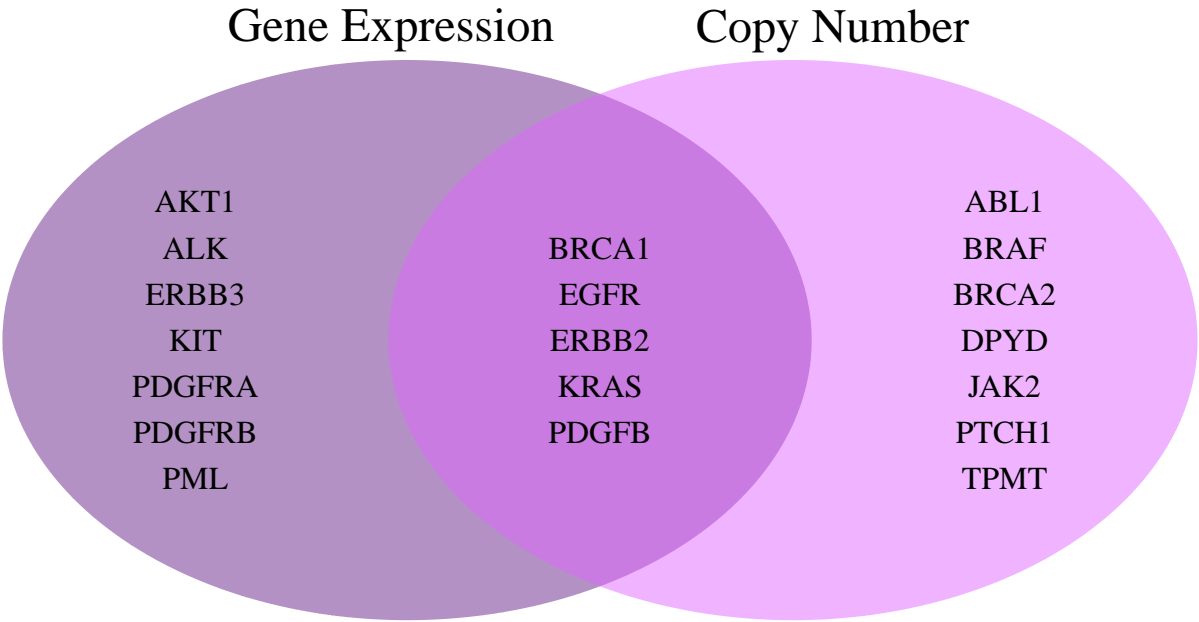 Gene Expression
Copy Number
AKT1
ALK
ERBB3
KIT
PDGFRA
PDGFRB
PML
BRCA1
EGFR
ERBB2
KRAS
PDGFB
ABL1
BRAF
BRCA2
DPYD
JAK2
PTCH1
TPMT